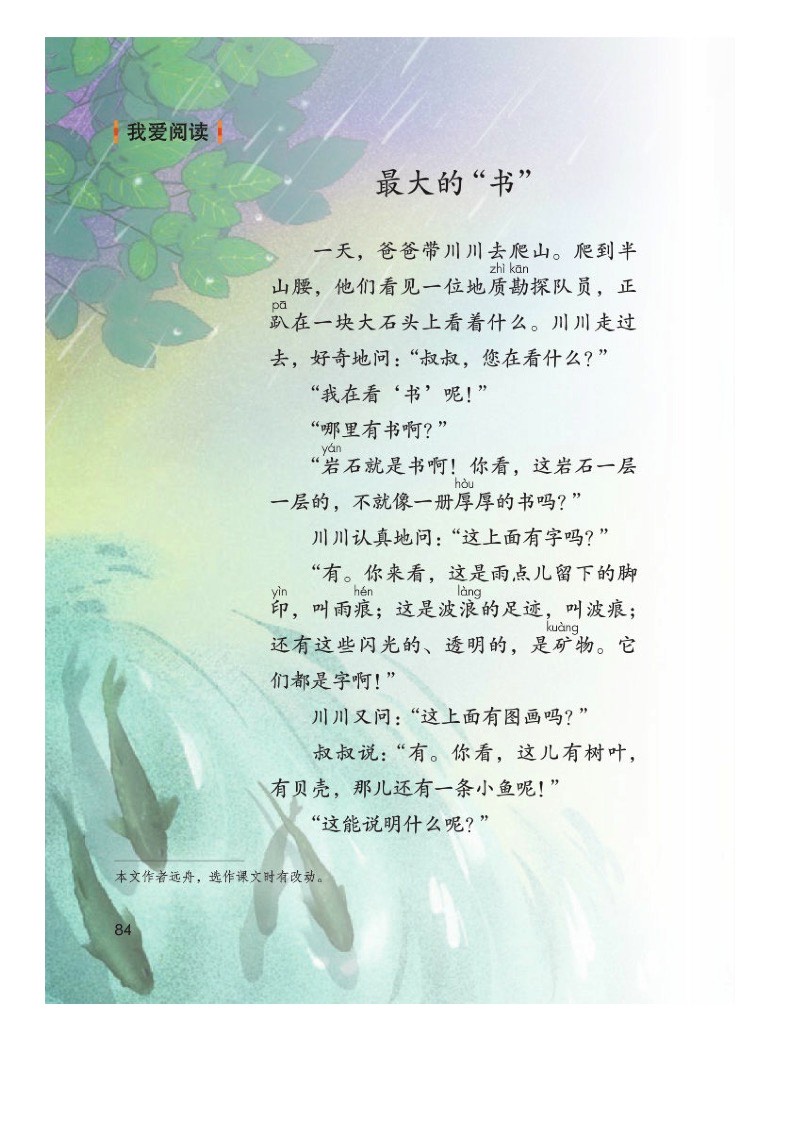 我爱阅读
最大的“书”
一天，爸爸带川川去爬山。爬到半
zhì kān
山腰，他们看见一位地质勘探队员，正
pā
趴在一块大石头上看着什么。川川走过
去，好奇地问：“叔叔，您在看什么？”
“我在看‘书’呢！”
“哪里有书啊？”
yán
“岩石就是书啊！你看，这岩石一层
hòu
一层的，不就像一册厚厚的书吗？”
川川认真地问：“这上面有字吗？”
“有。你来看，这是雨点儿留下的脚
yìn hén làng
印，叫雨痕；这是波浪的足迹，叫波痕；
kuàng
还有这些闪光的、透明的，是矿物。它
们都是字啊！”
川川又问：“这上面有图画吗？”
叔叔说：“有。你看，这儿有树叶，
有贝壳，那儿还有一条小鱼呢！”
“这能说明什么呢？”
本文作者远舟，选作课文时有改动。
84